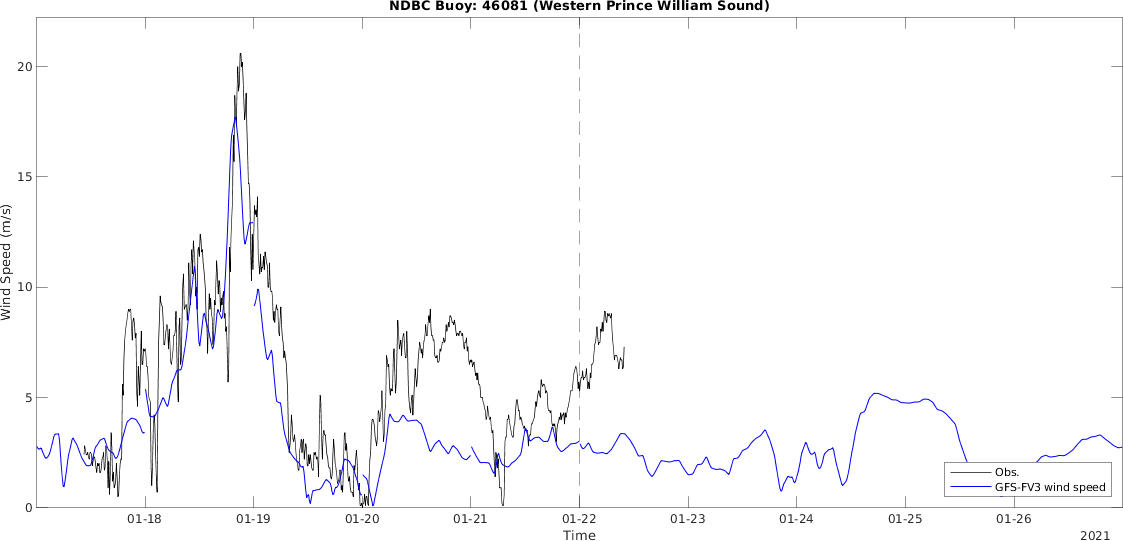 NDBC Buoy: 46081 (Western Prince William Sound)
20
15
10
5
0
Wind Speed (m/s)
01-18 01-19 01-20 01-21 01-22 01-23 01-24 01-25 01-26
Time
2021
Obs.
GFS-FV3 wind speed